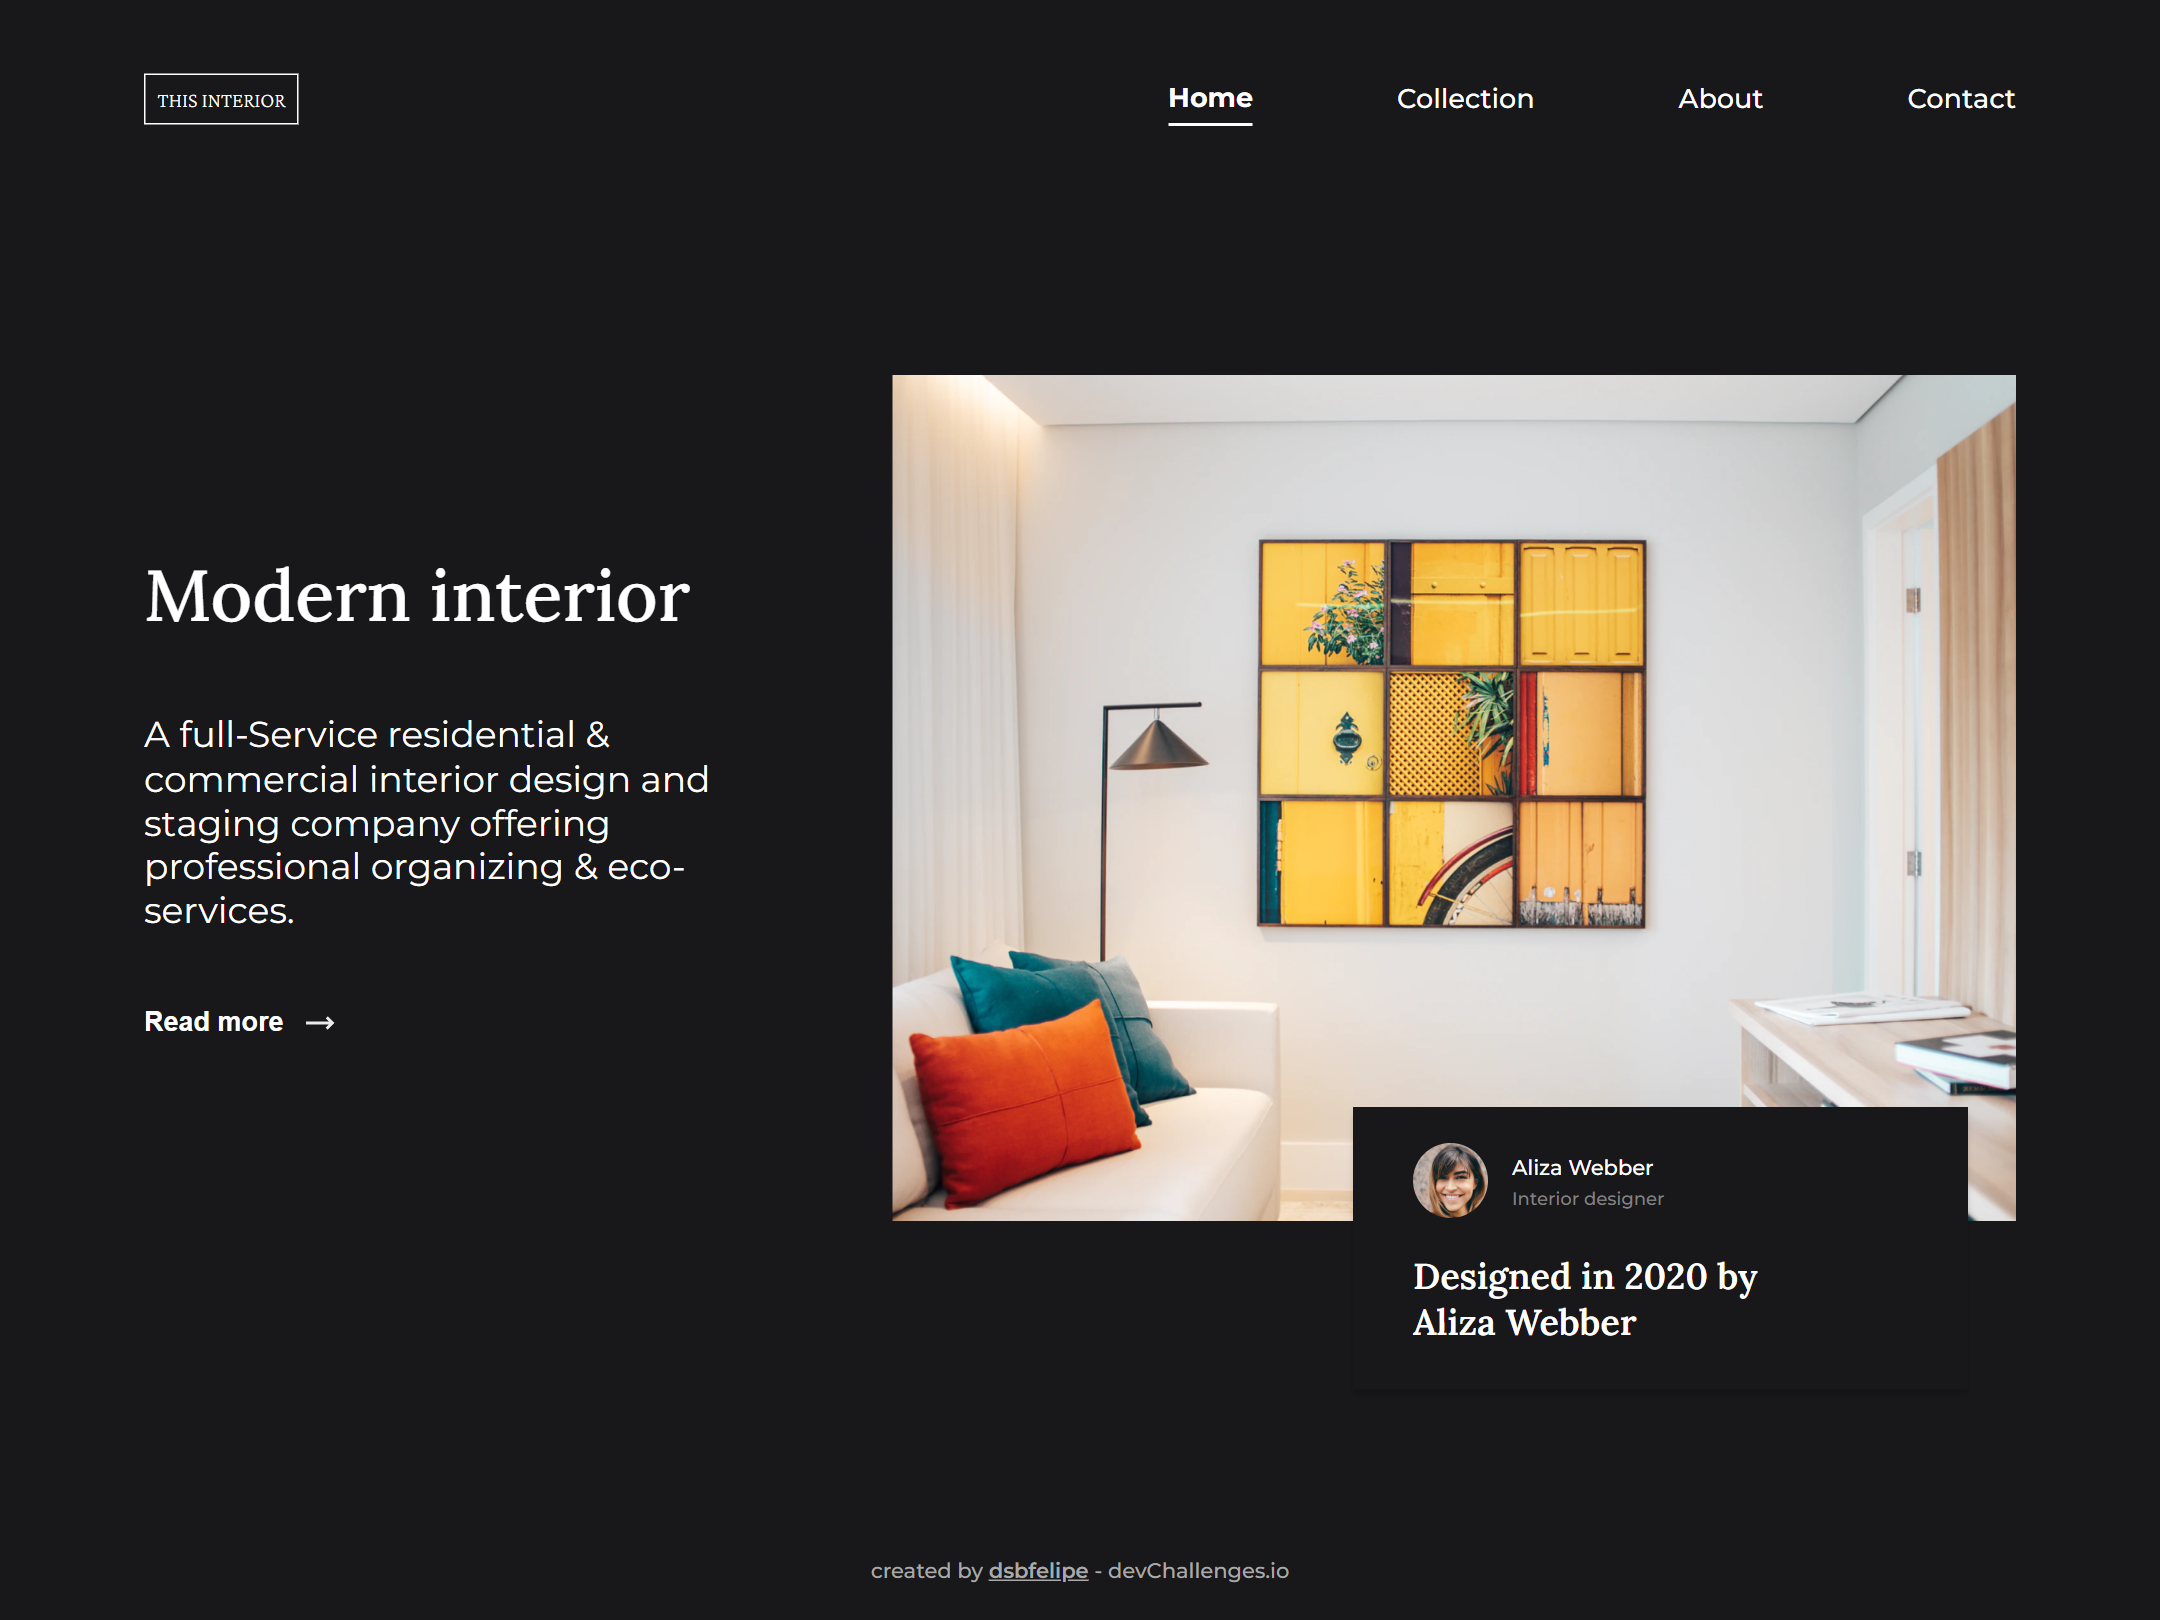 THIS INTERIOR
Home
Collection
About
Contact
Modern interior
A full-Service residential &
commercial interior design and
staging company offering
professional organizing & eco-
services.
Read more
Aliza Webber
Interior designer
Designed in 2020 by
Aliza Webber
created by dsbfelipe - devChallenges.io